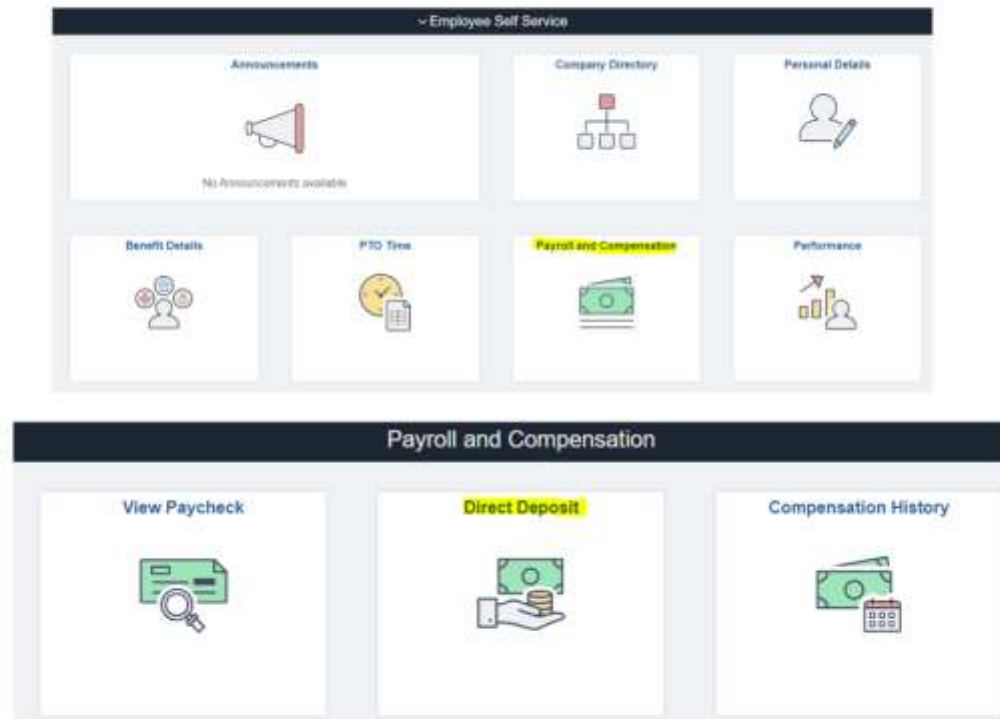 Employee Self Service
Announcements
Company Directory
Personal Details
No Announcements available
Benefit Details
PTO Time
Payroll and Compensation
Performance
Payroll and Compensation
View Paycheck
Direct Deposit
Compensation History